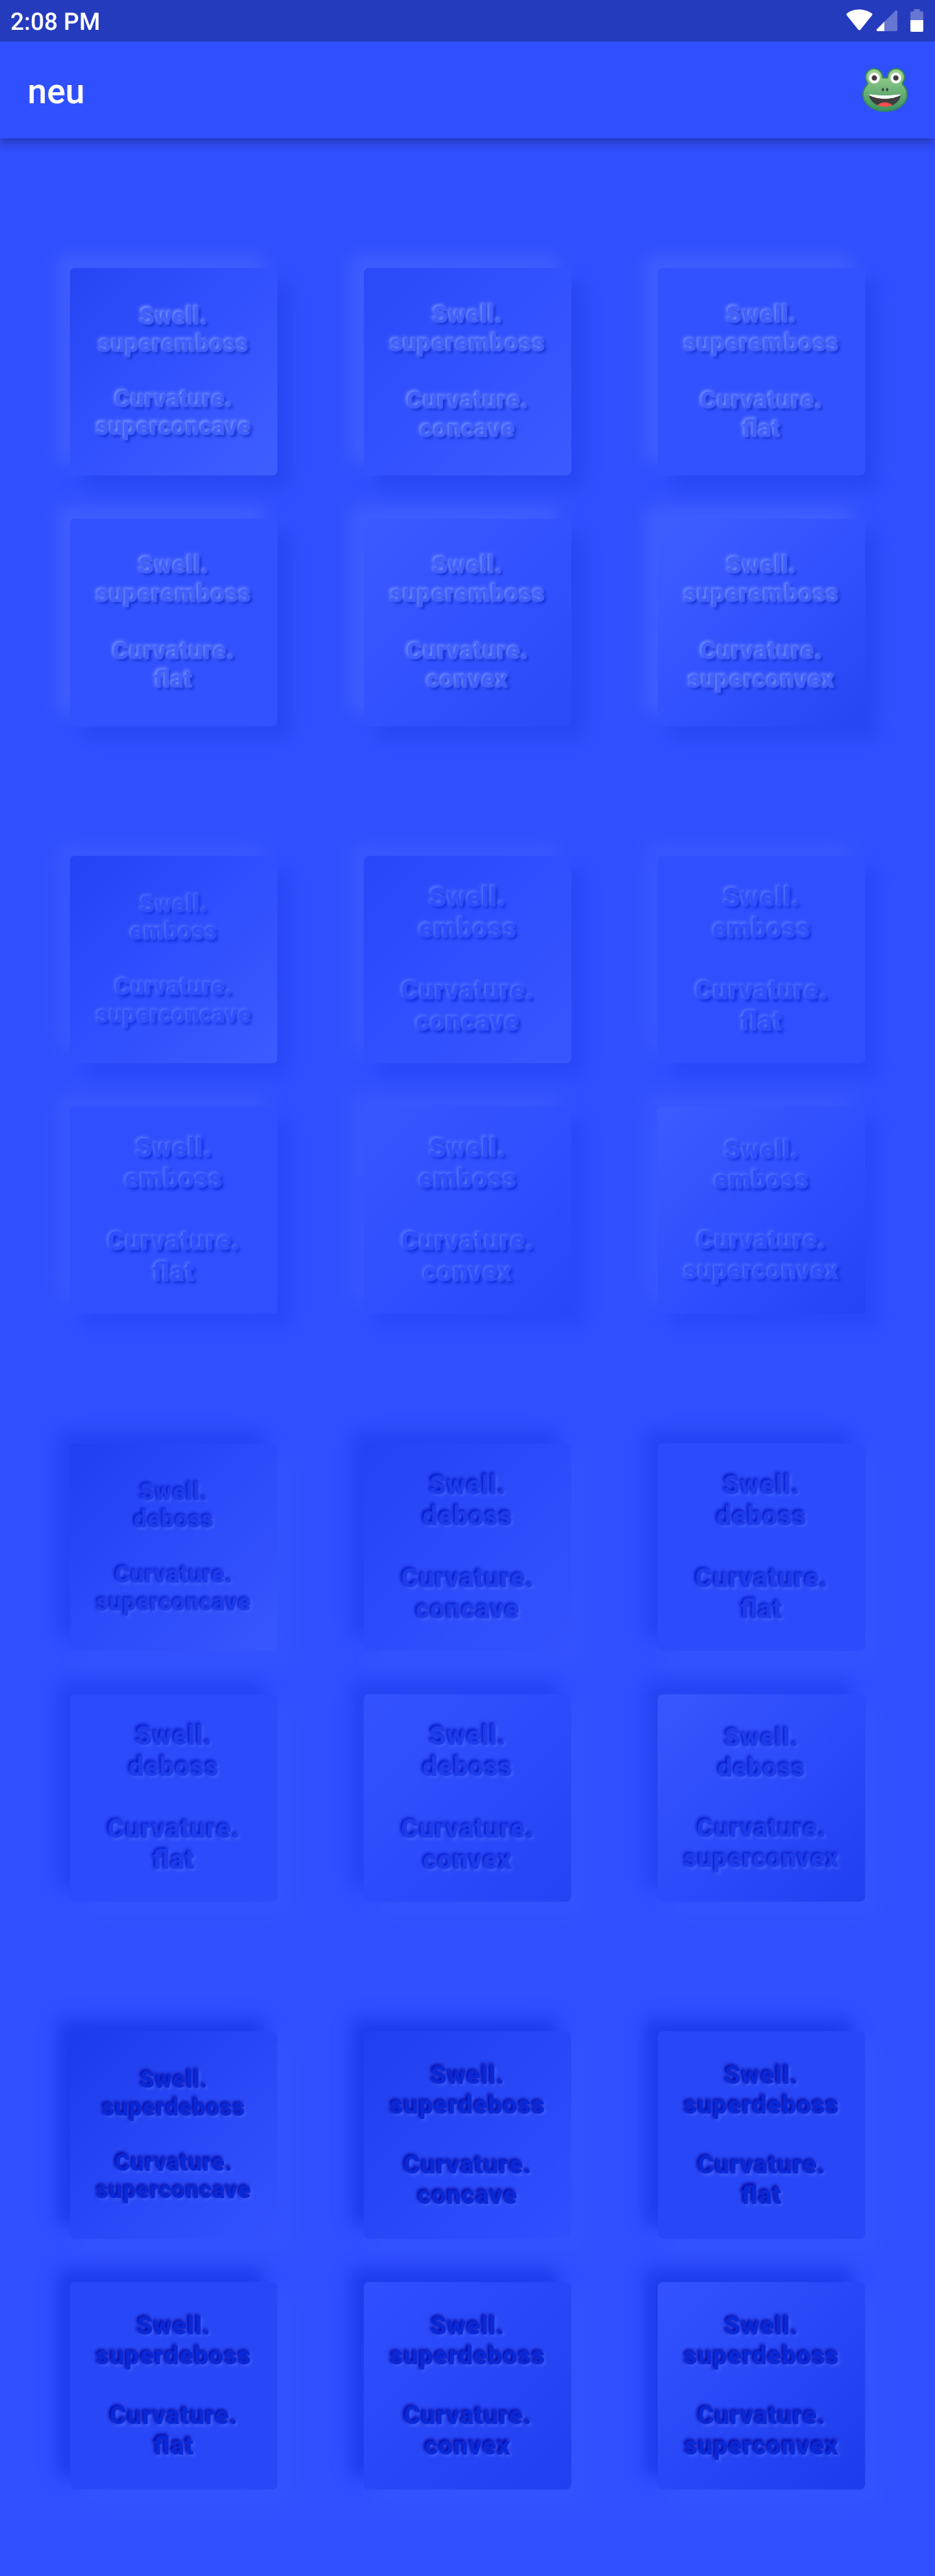 2:08 PM
neu
Swell.
superemboss
Curvature.
superconcave
Swell.
superemboss
Curvature.
concave
Swell.
superemboss
Curvature.
flat
Swell.
superemboss
Curvature.
flat
Swell.
superemboss
Curvature.
convex
Swell.
superemboss
Curvature.
superconvex
Swell.
emboss
Curvature.
superconcave
Swell.
emboss
Curvature.
concave
Swell.
emboss
Curvature.
flat
Swell.
emboss
Curvature.
flat
Swell.
emboss
Curvature.
convex
Swell.
emboss
Curvature.
superconvex
Swell.
deboss
Curvature.
superconcave
Swell.
deboss
Curvature.
concave
Swell.
deboss
Curvature.
flat
Swell.
deboss
Curvature.
flat
Swell.
deboss
Curvature.
convex
Swell.
deboss
Curvature.
superconvex
Swell.
superdeboss
Curvature.
superconcave
Swell.
superdeboss
Curvature.
concave
Swell.
superdeboss
Curvature.
flat
Swell.
superdeboss
Curvature.
flat
Swell.
superdeboss
Curvature.
convex
Swell.
superdeboss
Curvature.
superconvex